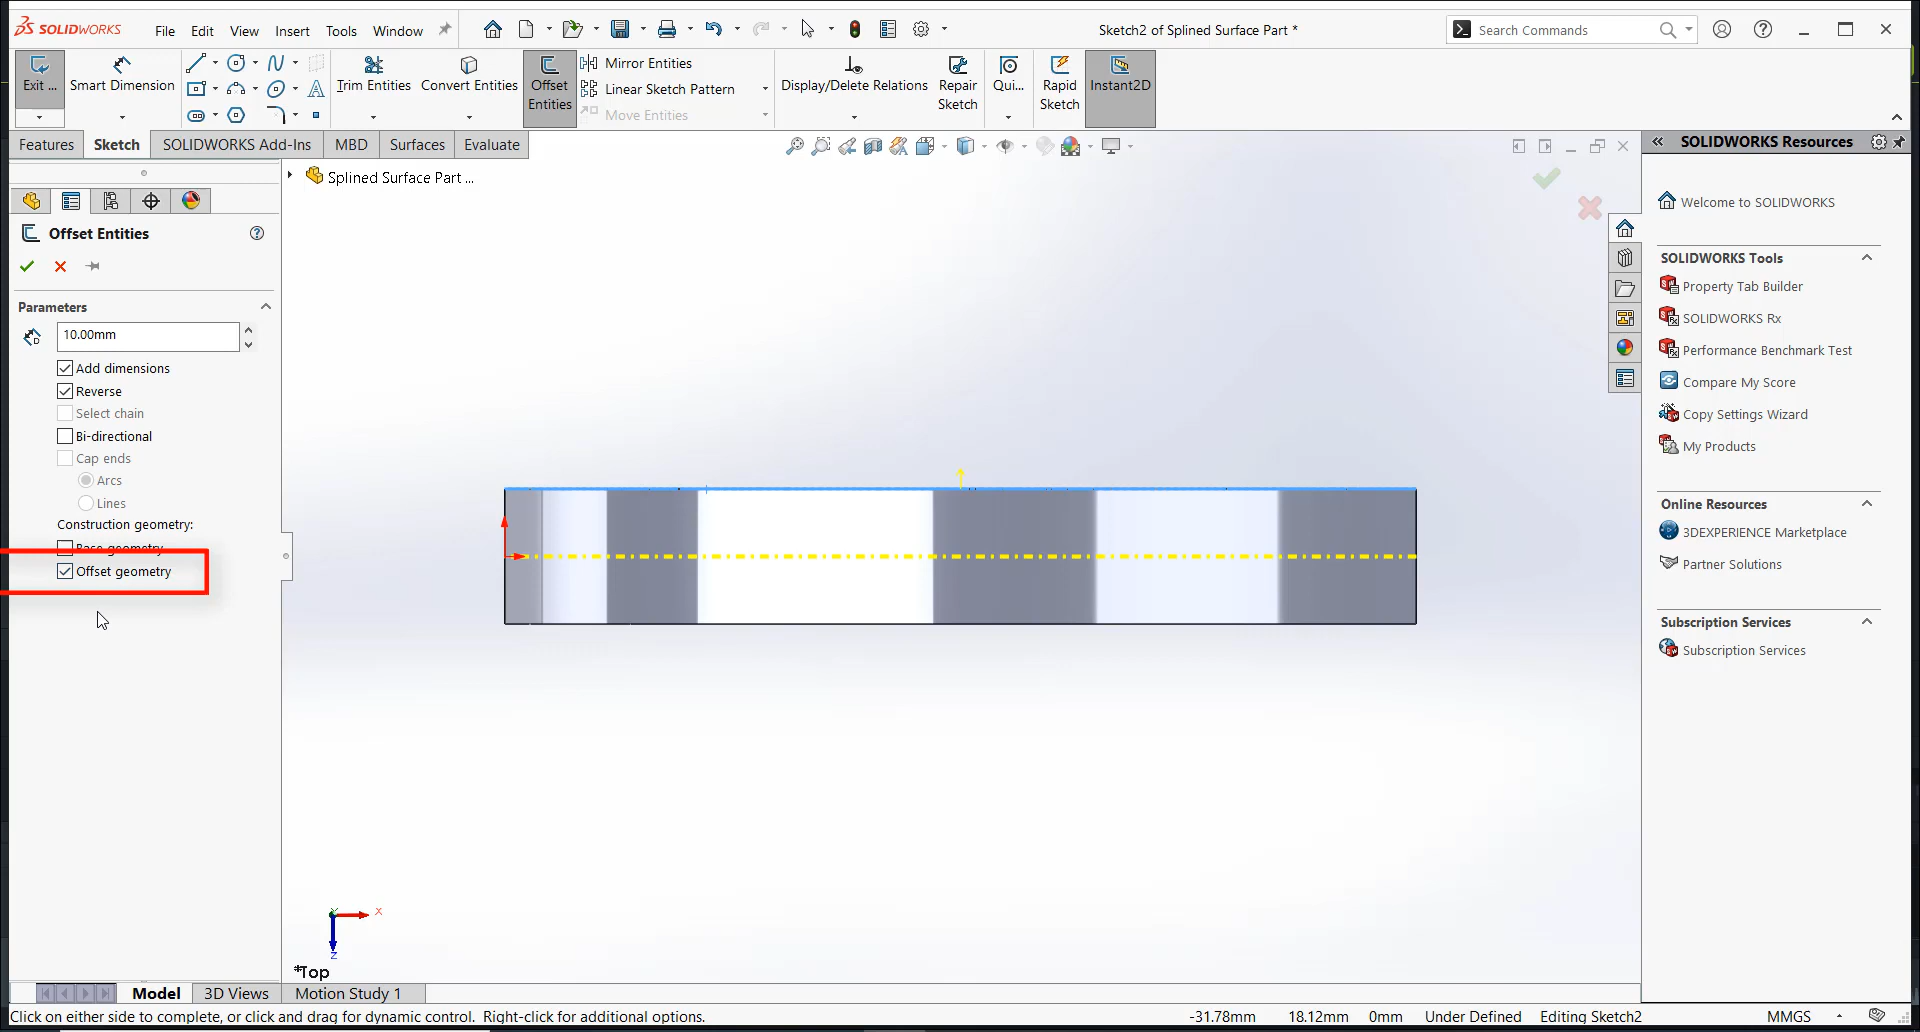 SOLIDWORKS
File Edit View Insert Tools Window
Sketch2 of Splined Surface Part *
Search Commands
Exit ...
Smart Dimension
Trim Entities
Convert Entities
Offset Entities
Mirror Entities
Linear Sketch Pattern
Move Entities
Display/Delete Relations
Repair Sketch
Qui...
Rapid Sketch
Instant2D
Features Sketch SOLIDWORKS Add-Ins MBD Surfaces Evaluate
Splined Surface Part ...
Offset Entities
Parameters
10.00mm
Add dimensions
Reverse
Select chain
Bi-directional
Cap ends
Arcs
Lines
Construction geometry:
Base geometry
Offset geometry
X
Y
Z
*Top
SOLIDWORKS Resources
Welcome to SOLIDWORKS
SOLIDWORKS Tools
Property Tab Builder
SOLIDWORKS Rx
Performance Benchmark Test
Compare My Score
Copy Settings Wizard
My Products
Online Resources
3DEXPERIENCE Marketplace
Partner Solutions
Subscription Services
Subscription Services
Model 3D Views Motion Study 1
Click on either side to complete, or click and drag for dynamic control. Right-click for additional options.
-31.78mm 18.12mm 0mm Under Defined Editing Sketch2 MMGS